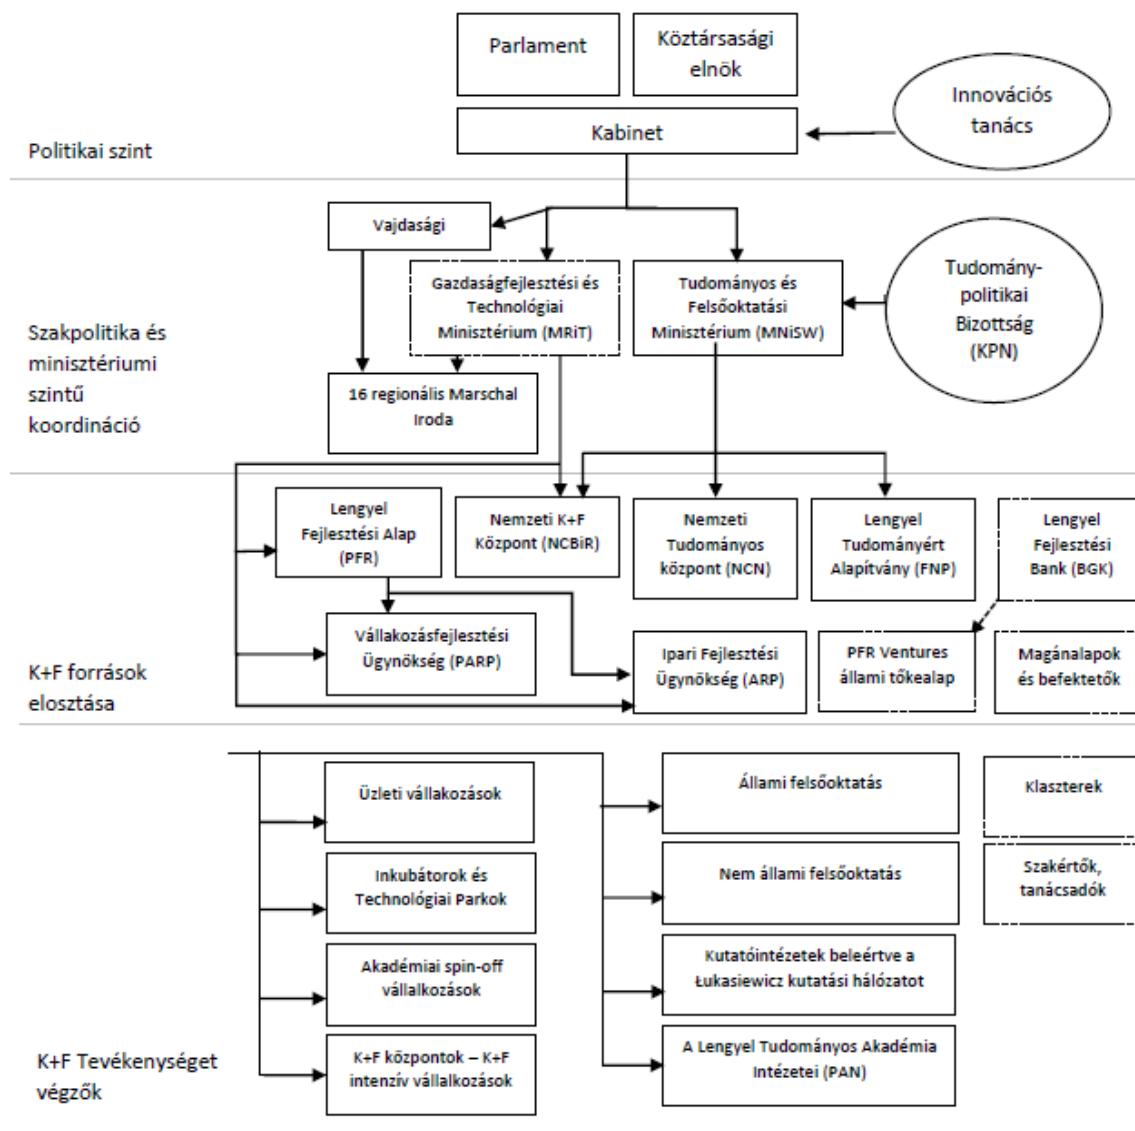 Parlament
Köztársasági
elnök
Innovációs
tanács
Kabinet
Politikai szint
Vajdasági
Gazdaságfejlesztési és
Technológiai
Minisztérium (MRiT)
Tudományos és
Felsőoktatási
Minisztérium (MNiSW)
Tudomány-
politikai
Bizottság
(KPN)
Szakpolitika és
minisztériumi
szintű
koordináció
16 regionális Marschal
Iroda
Lengyel
Fejlesztési Alap
(PFR)
Nemzeti K+F
Központ (NCBiR)
Nemzeti
Tudományos
központ (NCN)
Lengyel
Tudományért
Alapítvány (FNP)
Lengyel
Fejlesztési
Bank (BGK)
Vállakozásfejlesztési
Ügynökség (PARP)
Ipari Fejlesztési
Ügynökség (ARP)
PFR Ventures
állami tőkealap
Magánalapok
és befektetők
K+F források
elosztása
Üzleti vállakozások
Állami felsőoktatás
Klaszterek
Inkubátorok és
Technológiai Parkok
Nem állami felsőoktatás
Szakértők,
tanácsadók
Akadémiai spin-off
vállalkozások
Kutatóintézetek beleértve a
Łukasiewicz kutatási hálózatot
K+F központok – K+F
intenzív vállalkozások
A Lengyel Tudományos Akadémia
Intézetei (PAN)
K+F Tevékenységet
végzők